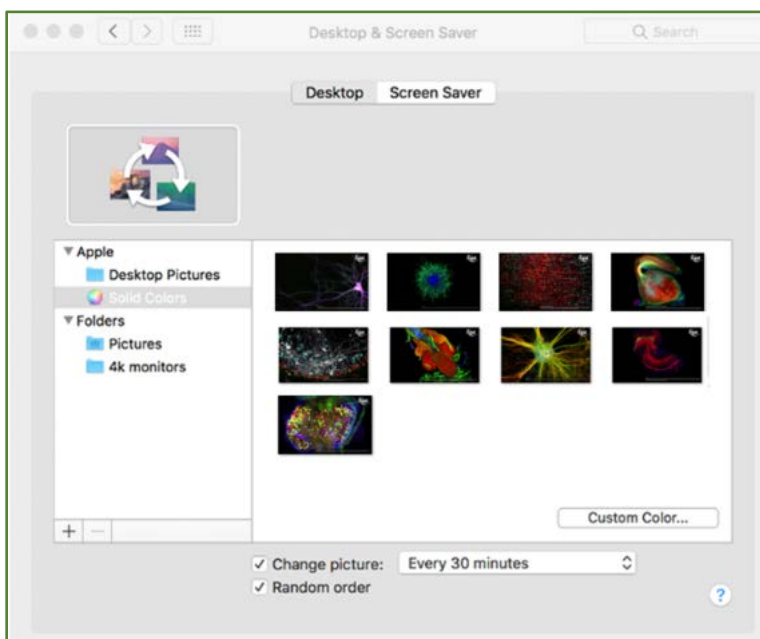 Desktop & Screen Saver
Search
Desktop Screen Saver
Apple
Desktop Pictures
Solid Colors
Folders
Pictures
4k monitors
Custom Color...
Change picture: Every 30 minutes
Random order
?